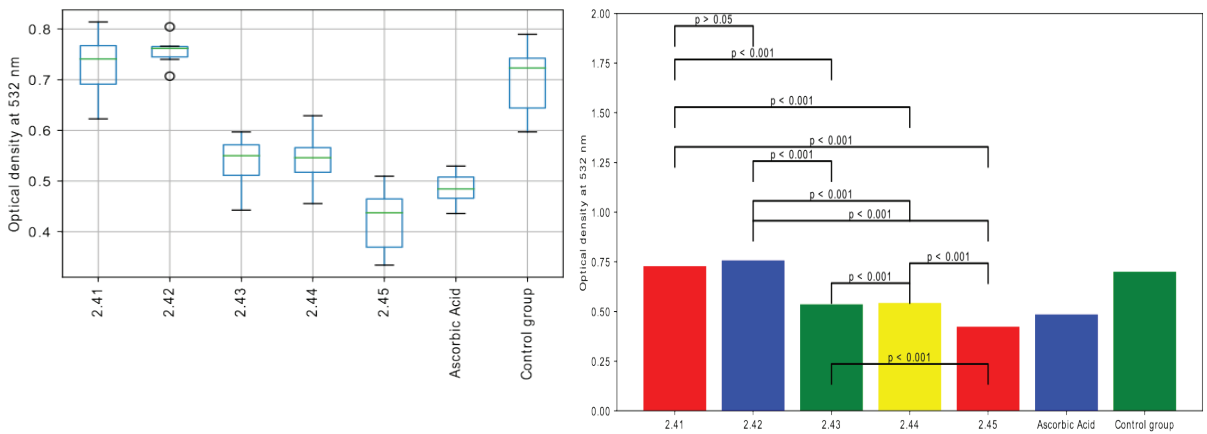 Optical density at 532 nm
0.8
0.7
0.6
0.5
0.4
2.41
2.42
2.43
2.44
2.45
Ascorbic Acid
Control group
Optical density at 532 nm
2.00
1.75
1.50
1.25
1.00
0.75
0.50
0.25
0.00
p > 0.05
p < 0.001
p < 0.001
p < 0.001
p < 0.001
p < 0.001
p < 0.001
p < 0.001
p < 0.001
p < 0.001
2.41
2.42
2.43
2.44
2.45
Ascorbic Acid
Control group